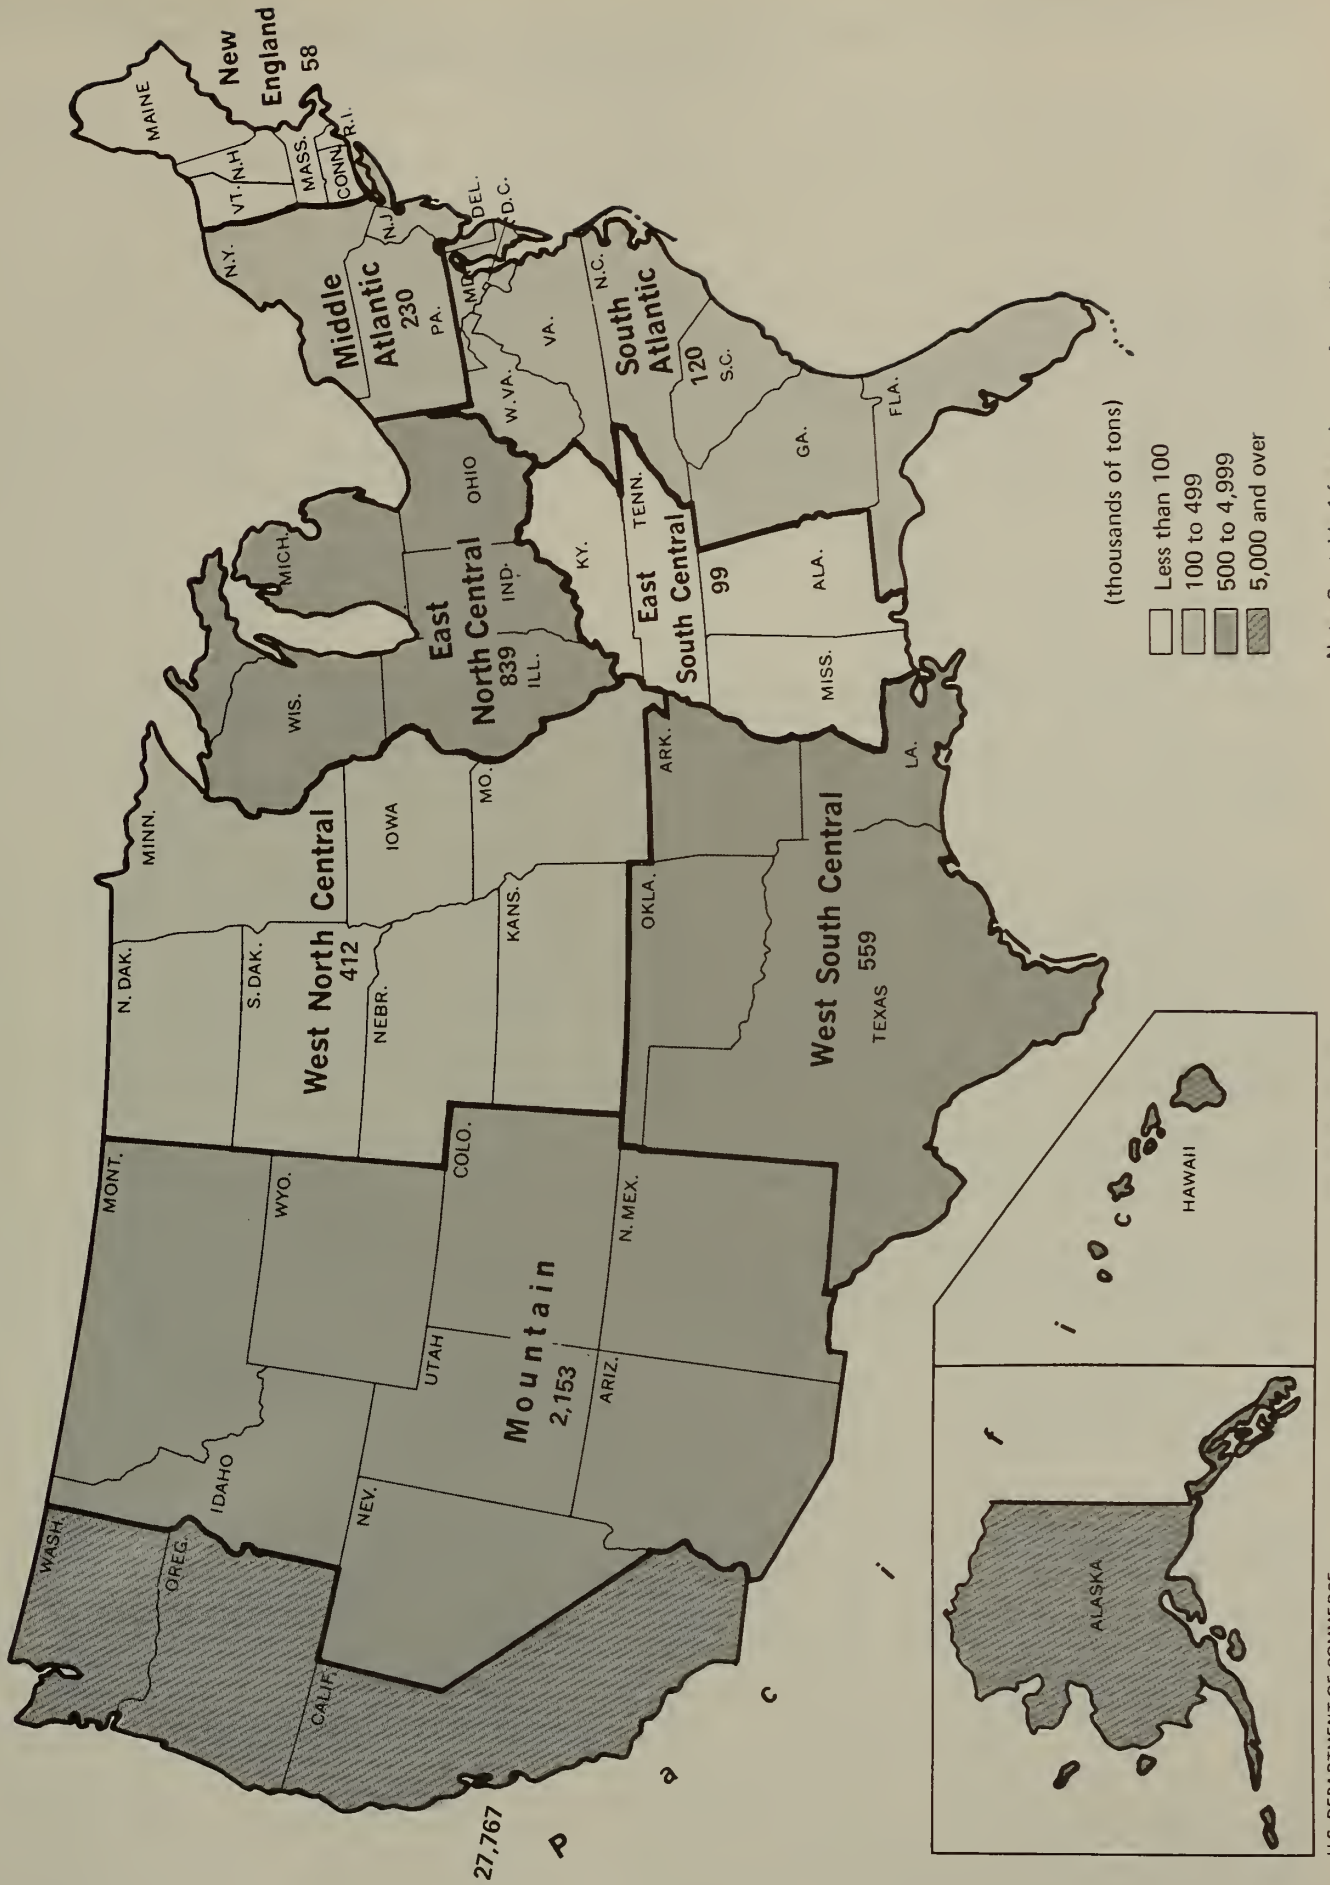 WASH.
OREG.
CALIF.
27,767
P
a
c
i
f
i
c
MONT.
IDAHO
WYO.
NEV.
UTAH
COLO.
Mountain
2,153
ARIZ.
N. MEX.
N. DAK.
MINN.
S. DAK.
West North Central
412
IOWA
NEBR.
MO.
KANS.
WIS.
MICH.
East
North Central
839
ILL.
IND.
OHIO
OKLA.
ARK.
West South Central
559
TEXAS
LA.
KY.
TENN.
East
South Central
99
MISS.
ALA.
N.Y.
Middle
Atlantic
230
PA.
N.J.
MAINE
VT.
N.H.
MASS.
CONN.
R.I.
New
England
58
DEL.
D.C.
MD.
W.VA.
VA.
N.C.
South
Atlantic
120
S.C.
GA.
FLA.
ALASKA
HAWAII
(thousands of tons)
Less than 100
100 to 499
500 to 4,999
5,000 and over
U.S. DEPARTMENT OF COMMERCE